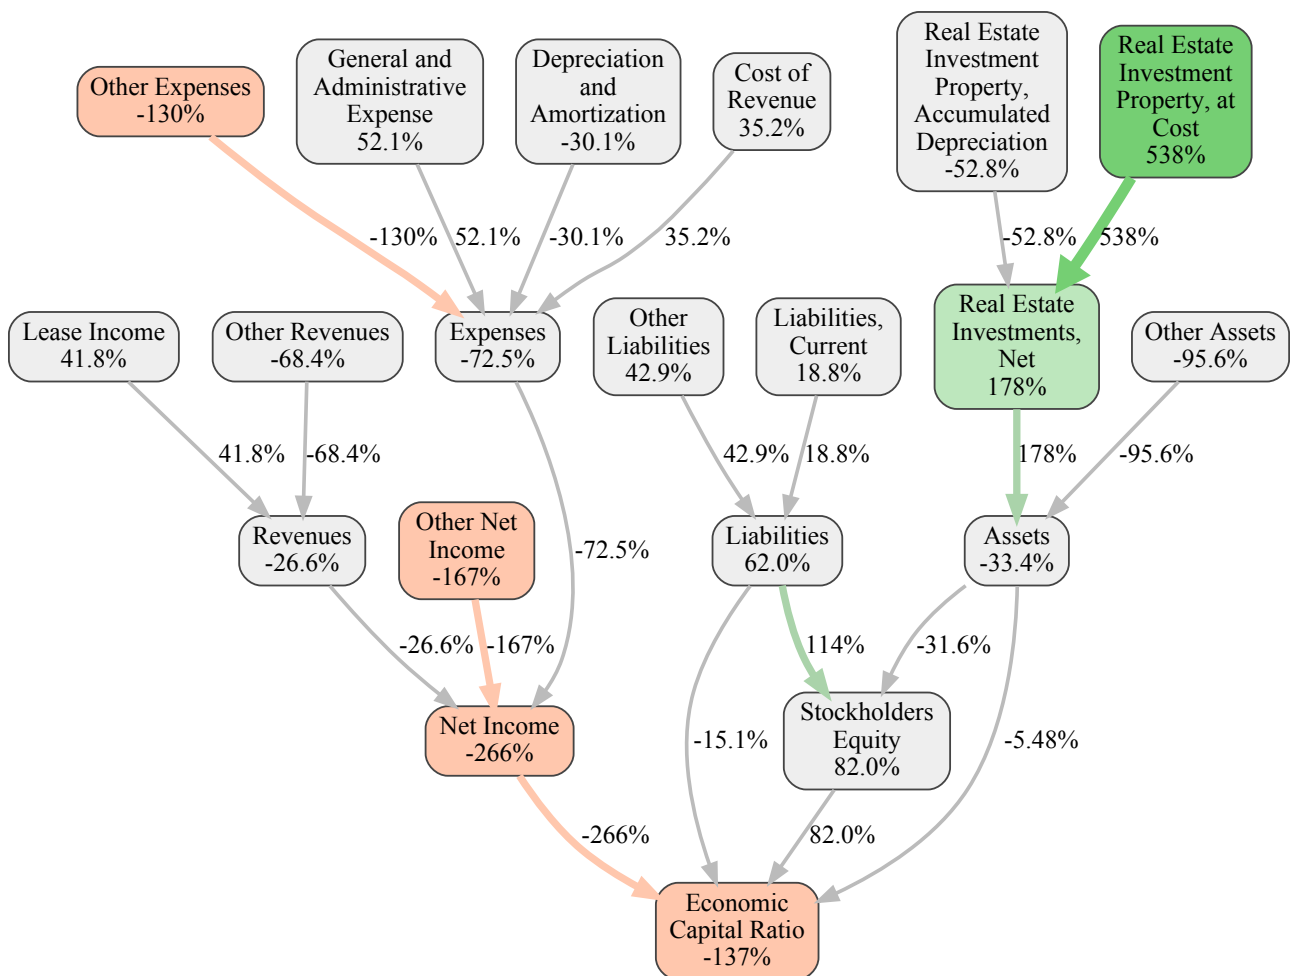 Real Estate
Investment
Property,
Accumulated
Depreciation
-52.8%
Real Estate
Investment
Property, at
Cost
538%
General and
Administrative
Expense
52.1%
Depreciation
and
Amortization
-30.1%
Cost of
Revenue
35.2%
Other Expenses
-130%
-130%
52.1%
-30.1%
35.2%
-52.8%
538%
Lease Income
41.8%
Other Revenues
-68.4%
Expenses
-72.5%
Other
Liabilities
42.9%
Liabilities,
Current
18.8%
Real Estate
Investments,
Net
178%
Other Assets
-95.6%
41.8%
-68.4%
42.9%
18.8%
178%
-95.6%
Revenues
-26.6%
Other Net
Income
-167%
-72.5%
Liabilities
62.0%
Assets
-33.4%
-26.6%
-167%
114%
-31.6%
Net Income
-266%
-15.1%
Stockholders
Equity
82.0%
-5.48%
-266%
82.0%
Economic
Capital Ratio
-137%